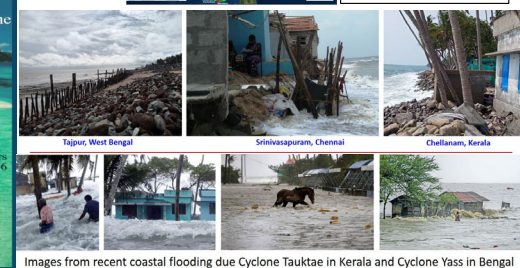 Tajpur, West Bengal
Srinivasapuram, Chennai
Chellanam, Kerala
Images from recent coastal flooding due Cyclone Tauktae in Kerala and Cyclone Yass in Bengal